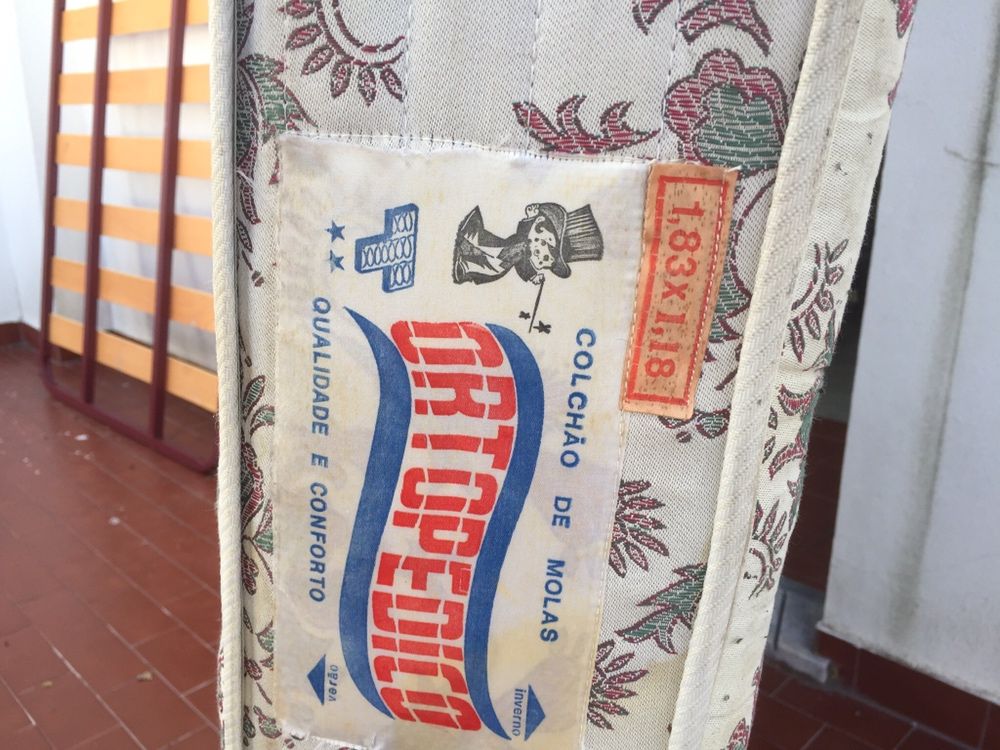 1,83 X 1,18
COLCHÃO DE MOLAS
ORTOPEDICO
QUALIDADE E CONFORTO
inverno
verão